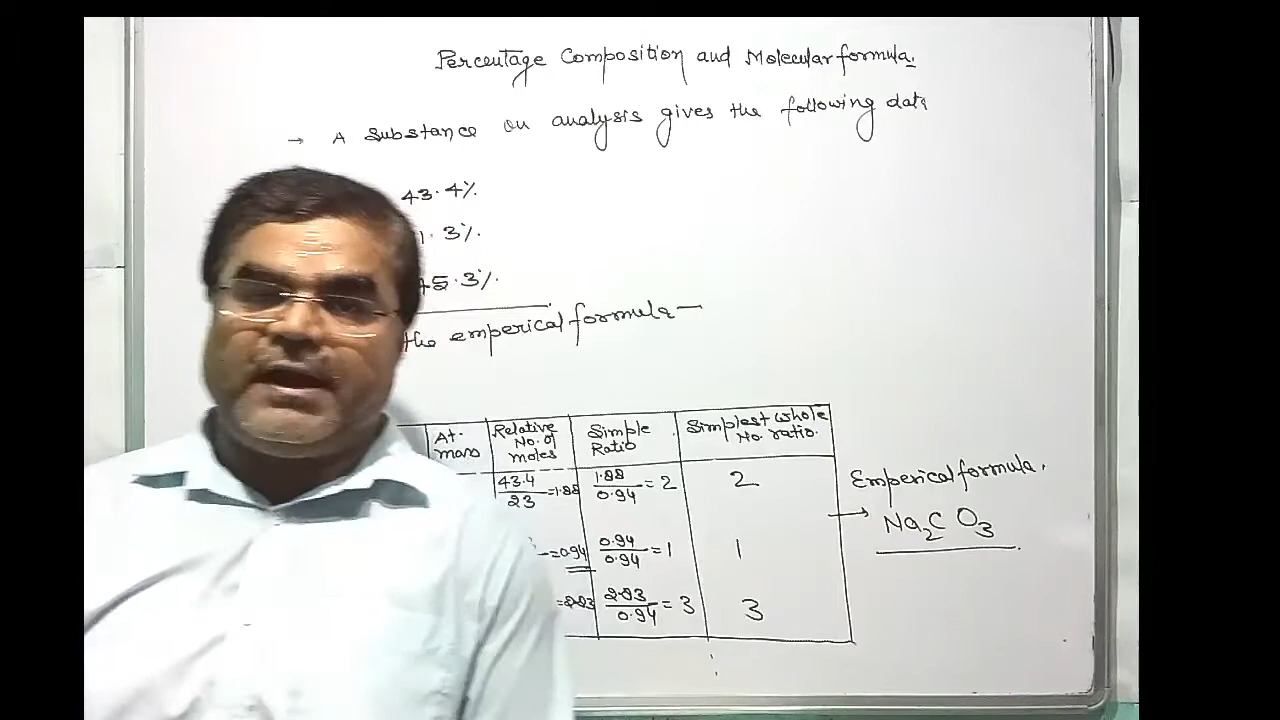 Percentage Composition and Molecular formula.
→ A substance on analysis gives the following data
43.4%
1.3%
45.3%
the emperical formula —
At. mass
Relative No. of moles
Simple Ratio
Simplest whole No. ratio.
43.4/23 =1.88
1.88/0.94 = 2
2
=0.94
0.94/0.94 = 1
1
=2.23
2.23/0.94 = 3
3
Emperical formula.
→ Na₂CO₃